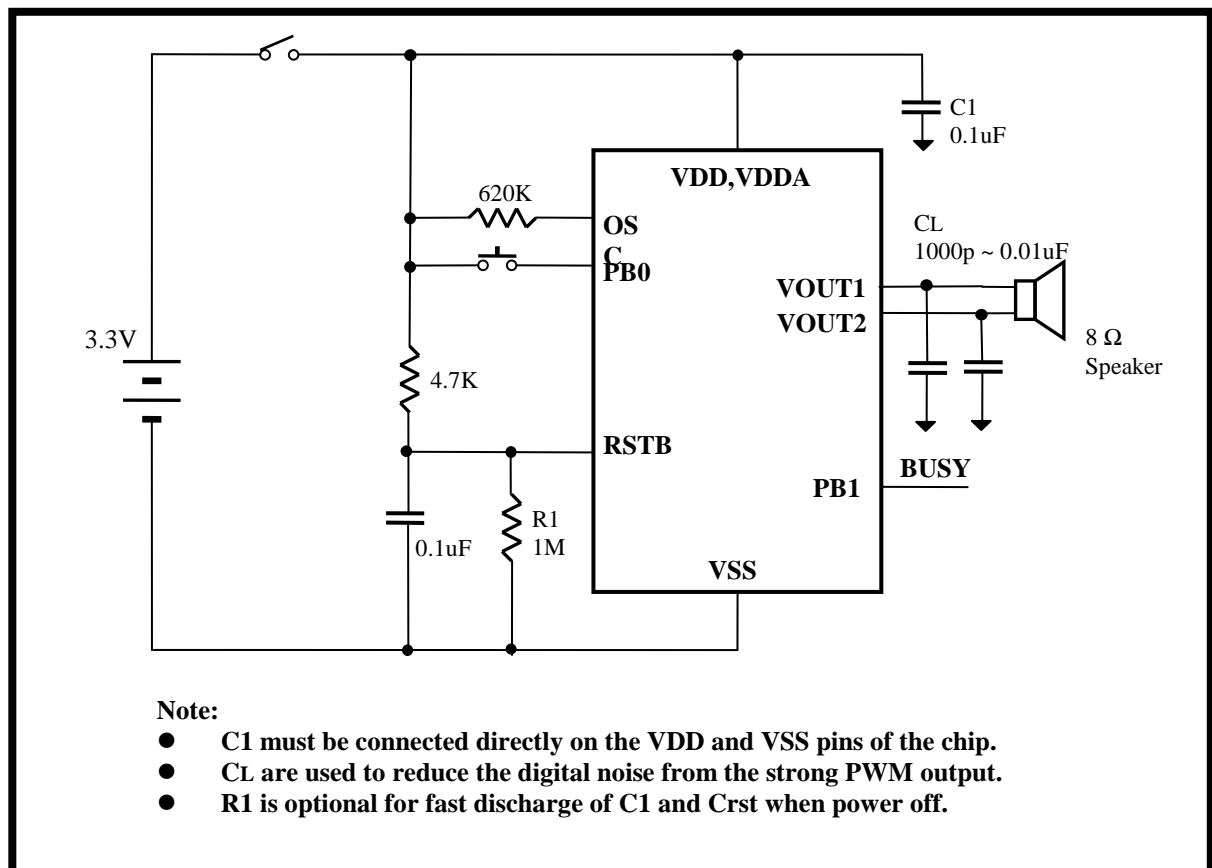 C1
0.1uF
VDD,VDDA
620K
OS
C
PB0
CL
1000p ~ 0.01uF
VOUT1
VOUT2
3.3V
8 Ω
Speaker
4.7K
RSTB
BUSY
PB1
R1
1M
0.1uF
VSS
Note:
● C1 must be connected directly on the VDD and VSS pins of the chip.
● CL are used to reduce the digital noise from the strong PWM output.
● R1 is optional for fast discharge of C1 and Crst when power off.